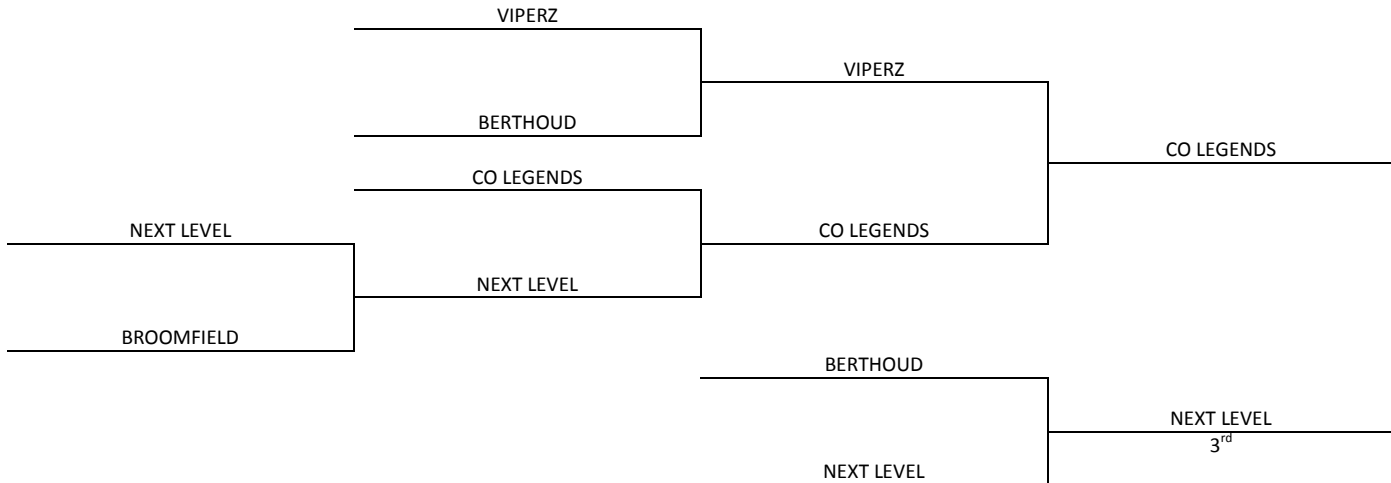 VIPERZ
VIPERZ
BERTHOUD
CO LEGENDS
CO LEGENDS
NEXT LEVEL
CO LEGENDS
NEXT LEVEL
BROOMFIELD
BERTHOUD
NEXT LEVEL
3rd
NEXT LEVEL